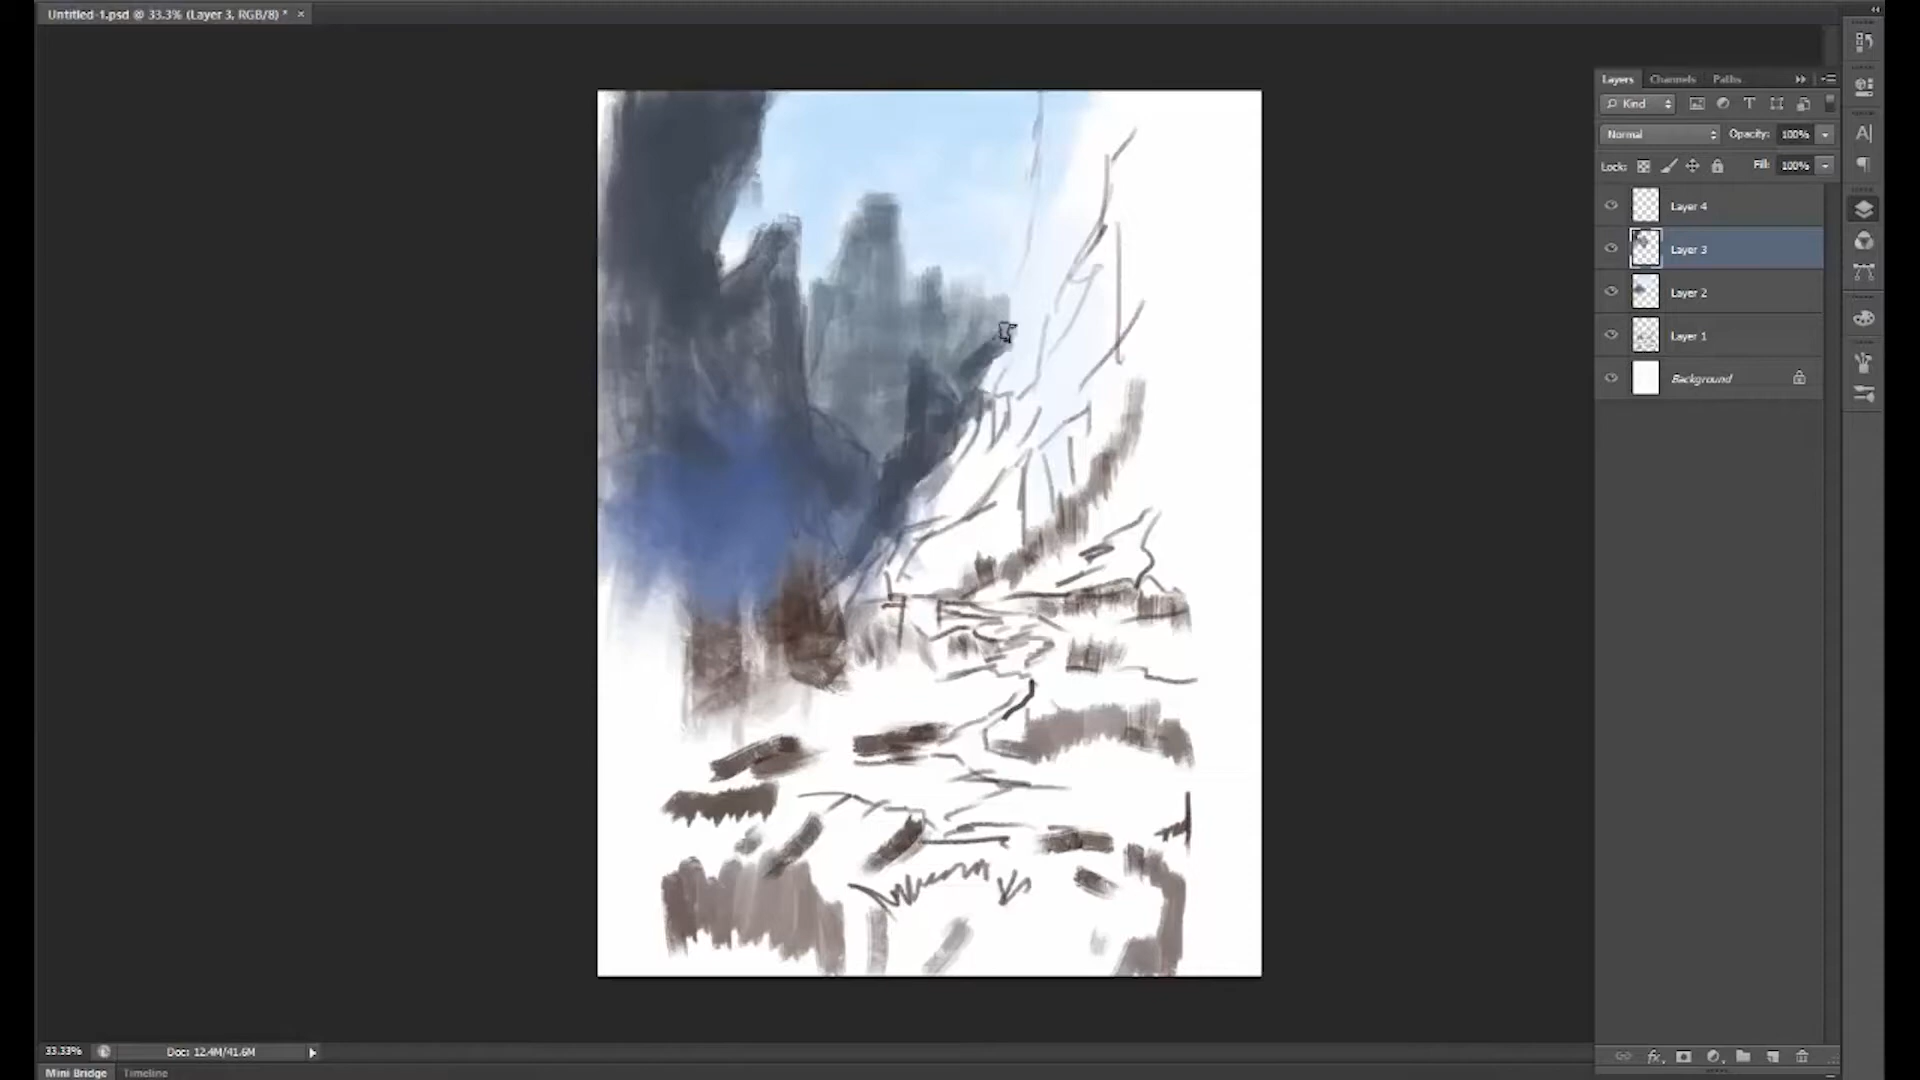 Untitled-1.psd @ 33.3% (Layer 3, RGB/8) * ×
Layers Channels Paths
Kind
Normal Opacity: 100%
Lock: Fill: 100%
Layer 4
Layer 3
Layer 2
Layer 1
Background
33.33% Doc: 12.4M/41.6M
Mini Bridge Timeline